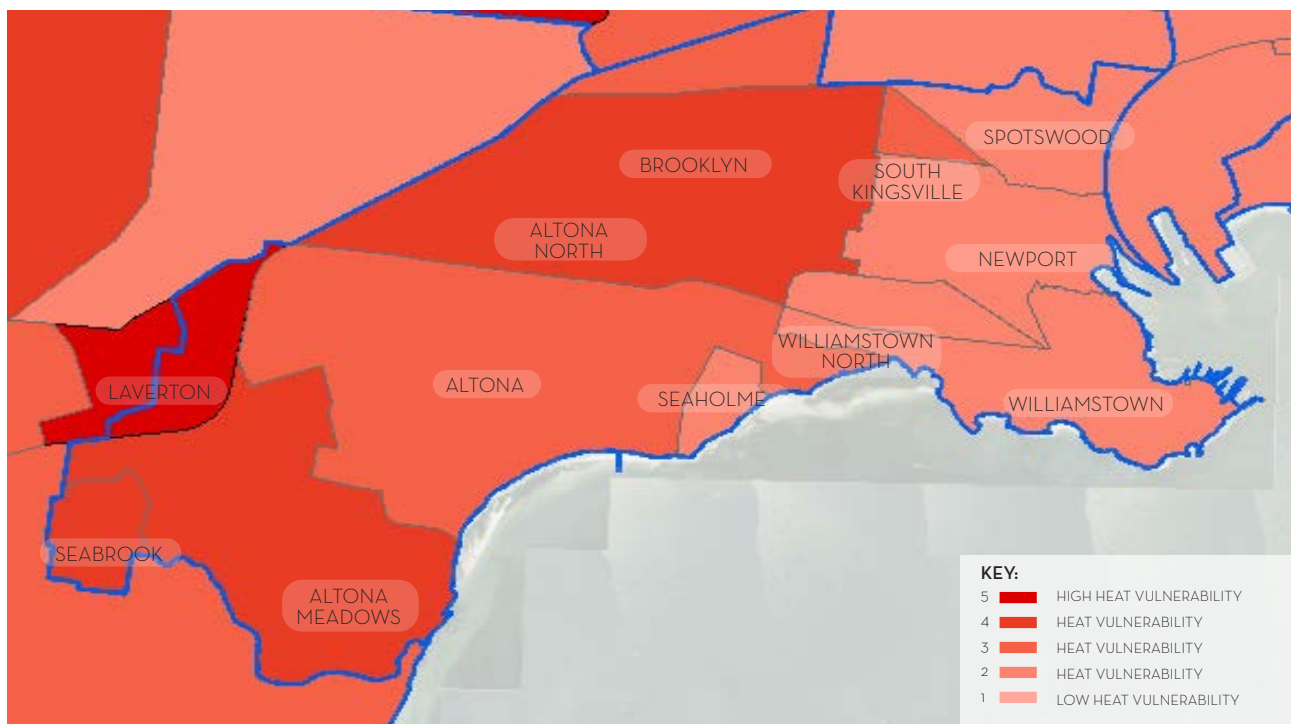 SPOTSWOOD
BROOKLYN
SOUTH
KINGSVILLE
ALTONA
NORTH
NEWPORT
WILLIAMSTOWN
NORTH
LAVERTON
ALTONA
SEAHOLME
WILLIAMSTOWN
SEABROOK
ALTONA
MEADOWS
KEY:
5 HIGH HEAT VULNERABILITY
4 HEAT VULNERABILITY
3 HEAT VULNERABILITY
2 HEAT VULNERABILITY
1 LOW HEAT VULNERABILITY